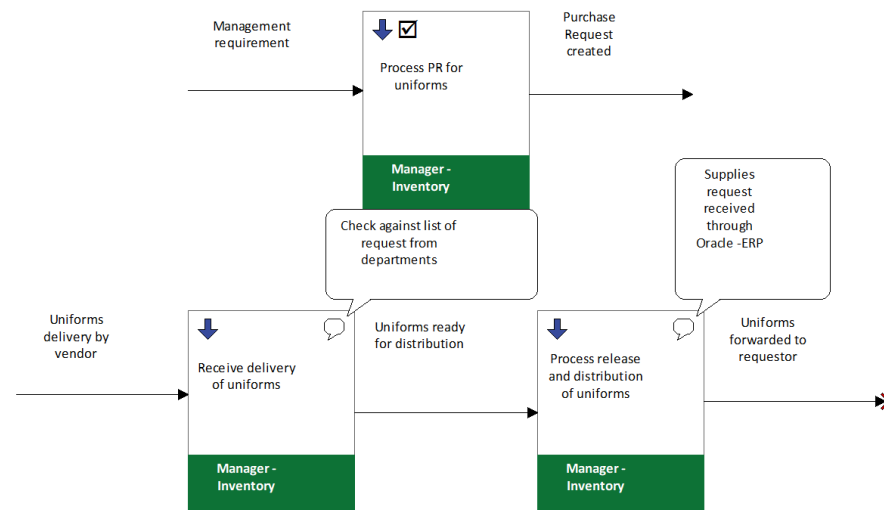 Management
requirement
Process PR for
uniforms
Purchase
Request
created
Manager -
Inventory
Check against list of
request from
departments
Supplies
request
received
through
Oracle -ERP
Uniforms
delivery by
vendor
Receive delivery
of uniforms
Manager -
Inventory
Uniforms ready
for distribution
Process release
and distribution
of uniforms
Manager -
Inventory
Uniforms
forwarded to
requestor